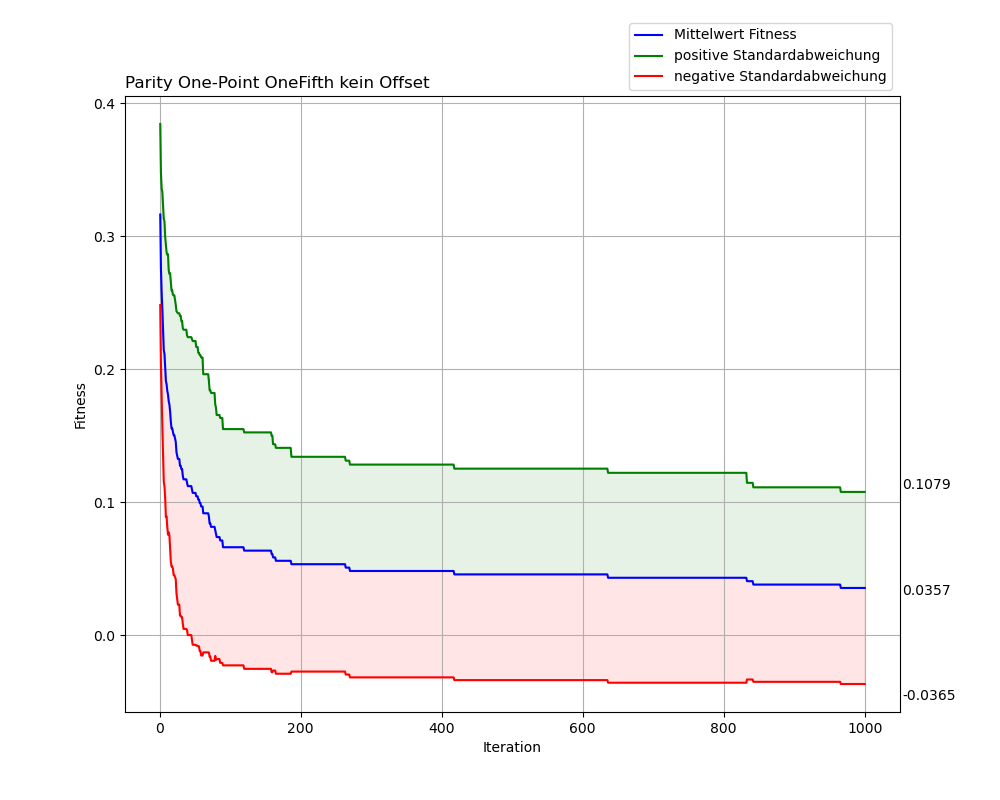 Mittelwert Fitness
positive Standardabweichung
negative Standardabweichung
Parity One-Point OneFifth kein Offset
0.4
0.3
0.2
0.1
0.0
Fitness
0.1079
0.0357
-0.0365
0 200 400 600 800 1000
Iteration